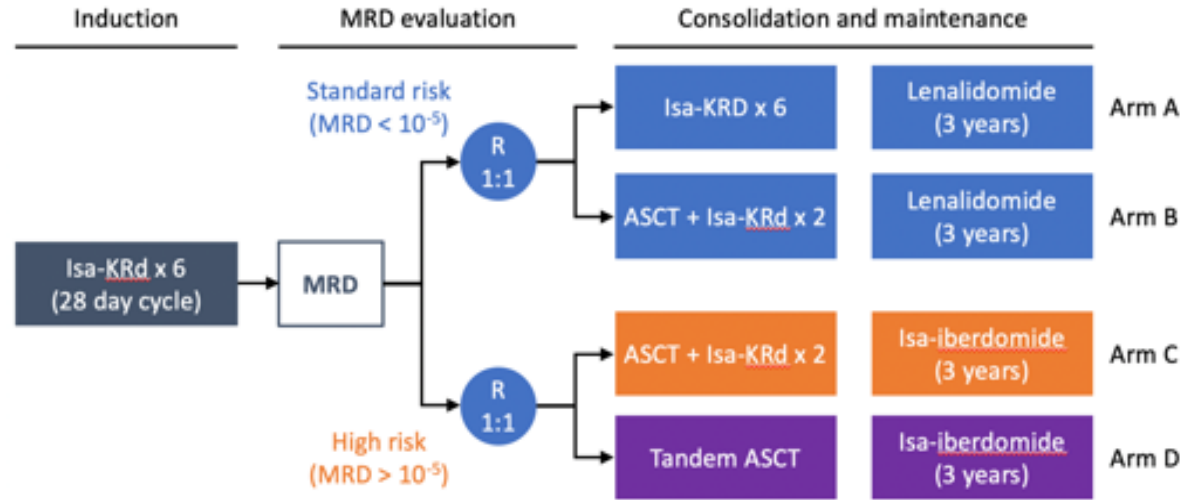 Induction
MRD evaluation
Consolidation and maintenance
Isa-KRd x 6
(28 day cycle)
MRD
Standard risk
(MRD < 10⁻⁵)
R
1:1
Isa-KRD x 6
Lenalidomide
(3 years)
Arm A
ASCT + Isa-KRd x 2
Lenalidomide
(3 years)
Arm B
R
1:1
High risk
(MRD > 10⁻⁵)
ASCT + Isa-KRd x 2
Isa-iberdomide
(3 years)
Arm C
Tandem ASCT
Isa-iberdomide
(3 years)
Arm D